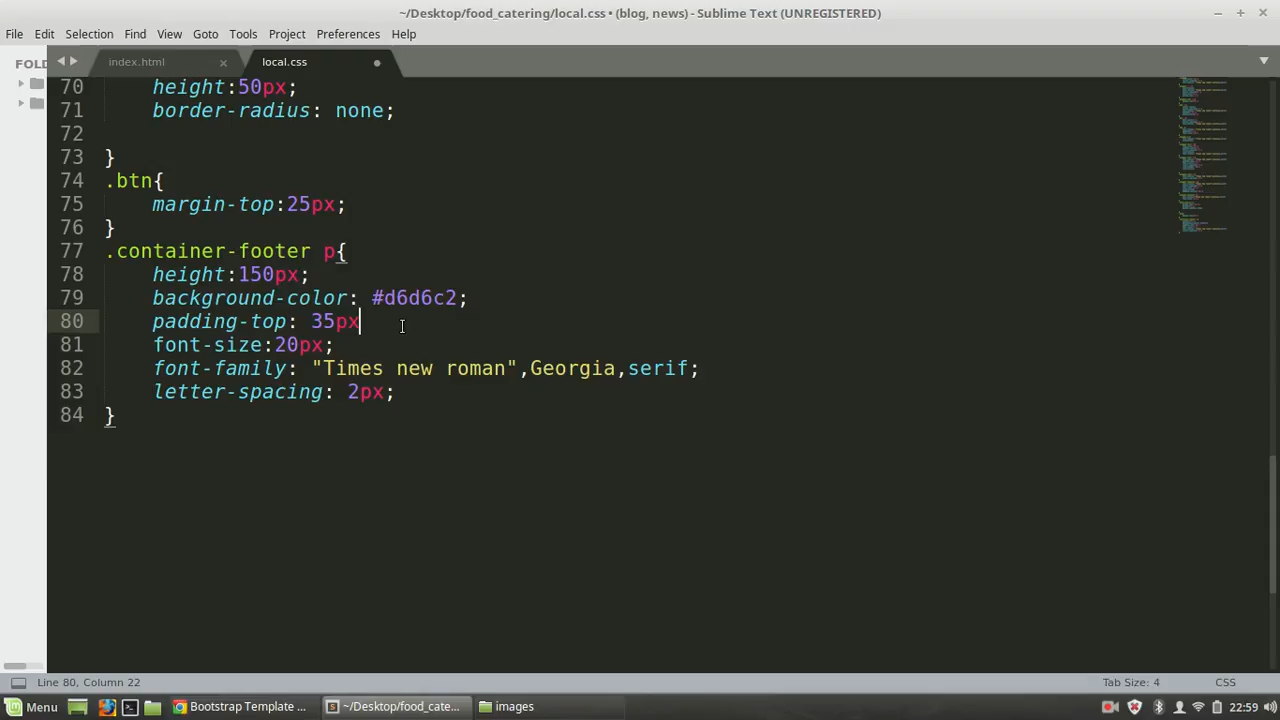 ~/Desktop/food_catering/local.css • (blog, news) - Sublime Text (UNREGISTERED)
File Edit Selection Find View Goto Tools Project Preferences Help
FOLD
index.html
local.css
70 height:50px;
71 border-radius: none;
72
73 }
74 .btn{
75 margin-top:25px;
76 }
77 .container-footer p{
78 height:150px;
79 background-color: #d6d6c2;
80 padding-top: 35px
81 font-size:20px;
82 font-family: "Times new roman",Georgia,serif;
83 letter-spacing: 2px;
84 }
Line 80, Column 22
Tab Size: 4
CSS
Menu
Bootstrap Template ...
~/Desktop/food_cate...
images
22:59